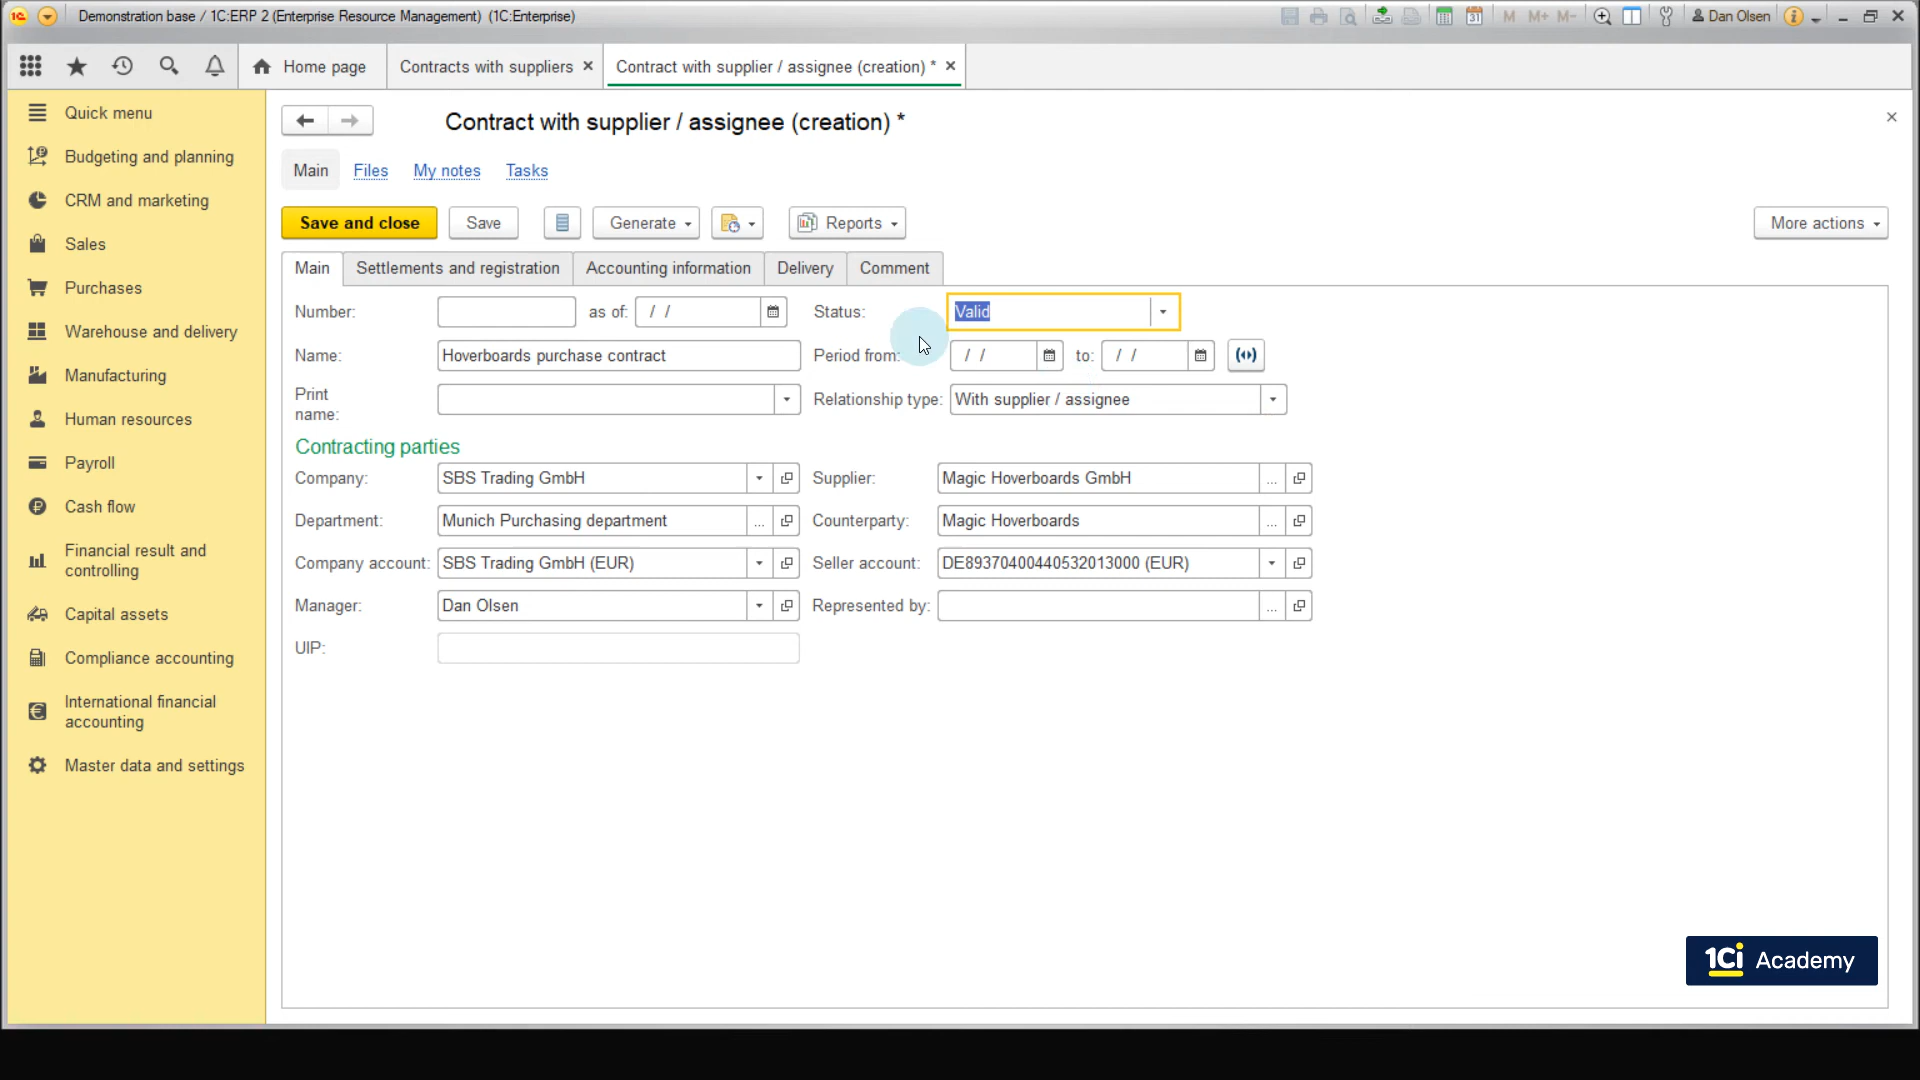 Demonstration base / 1C:ERP 2 (Enterprise Resource Management) (1C:Enterprise)
M M+ M- Dan Olsen
Home page Contracts with suppliers × Contract with supplier / assignee (creation) * ×
Quick menu
Budgeting and planning
CRM and marketing
Sales
Purchases
Warehouse and delivery
Manufacturing
Human resources
Payroll
Cash flow
Financial result and
controlling
Capital assets
Compliance accounting
International financial
accounting
Master data and settings
Contract with supplier / assignee (creation) *
Main Files My notes Tasks
Save and close Save Generate Reports More actions
Main Settlements and registration Accounting information Delivery Comment
Number: as of: / / Status: Valid
Name: Hoverboards purchase contract Period from: / / to: / /
Print
name: Relationship type: With supplier / assignee
Contracting parties
Company: SBS Trading GmbH Supplier: Magic Hoverboards GmbH ...
Department: Munich Purchasing department ... Counterparty: Magic Hoverboards ...
Company account: SBS Trading GmbH (EUR) Seller account: DE89370400440532013000 (EUR)
Manager: Dan Olsen Represented by: ...
UIP:
1Ci Academy